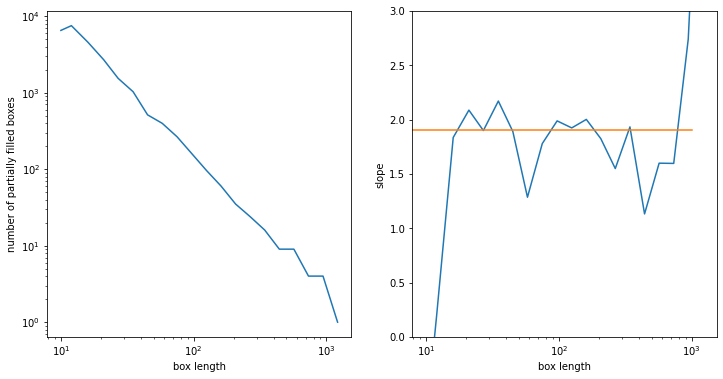 10⁴
10³
10²
10¹
10⁰
number of partially filled boxes
10¹ 10² 10³
box length
3.0
2.5
2.0
1.5
1.0
0.5
0.0
slope
10¹ 10² 10³
box length